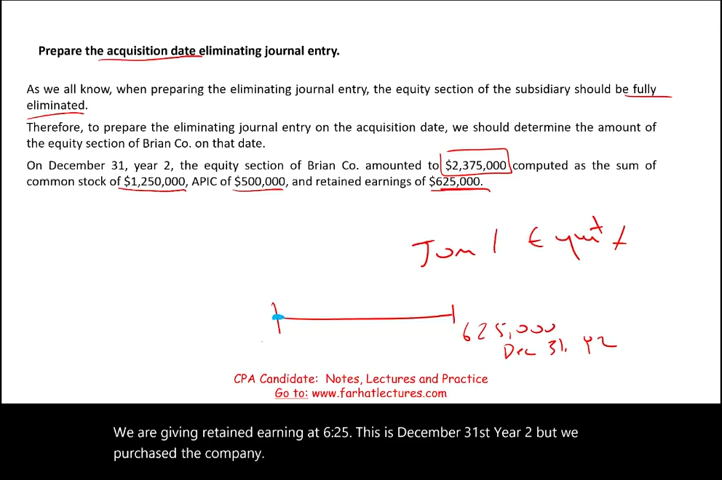 Prepare the acquisition date eliminating journal entry.
As we all know, when preparing the eliminating journal entry, the equity section of the subsidiary should be fully
eliminated.
Therefore, to prepare the eliminating journal entry on the acquisition date, we should determine the amount of
the equity section of Brian Co. on that date.
On December 31, year 2, the equity section of Brian Co. amounted to $2,375,000 computed as the sum of
common stock of $1,250,000, APIC of $500,000, and retained earnings of $625,000.
Equity
625,000
Dec 31, Y2
CPA Candidate: Notes, Lectures and Practice
Go to: www.farhatlectures.com
We are giving retained earning at 6:25. This is December 31st Year 2 but we
purchased the company.